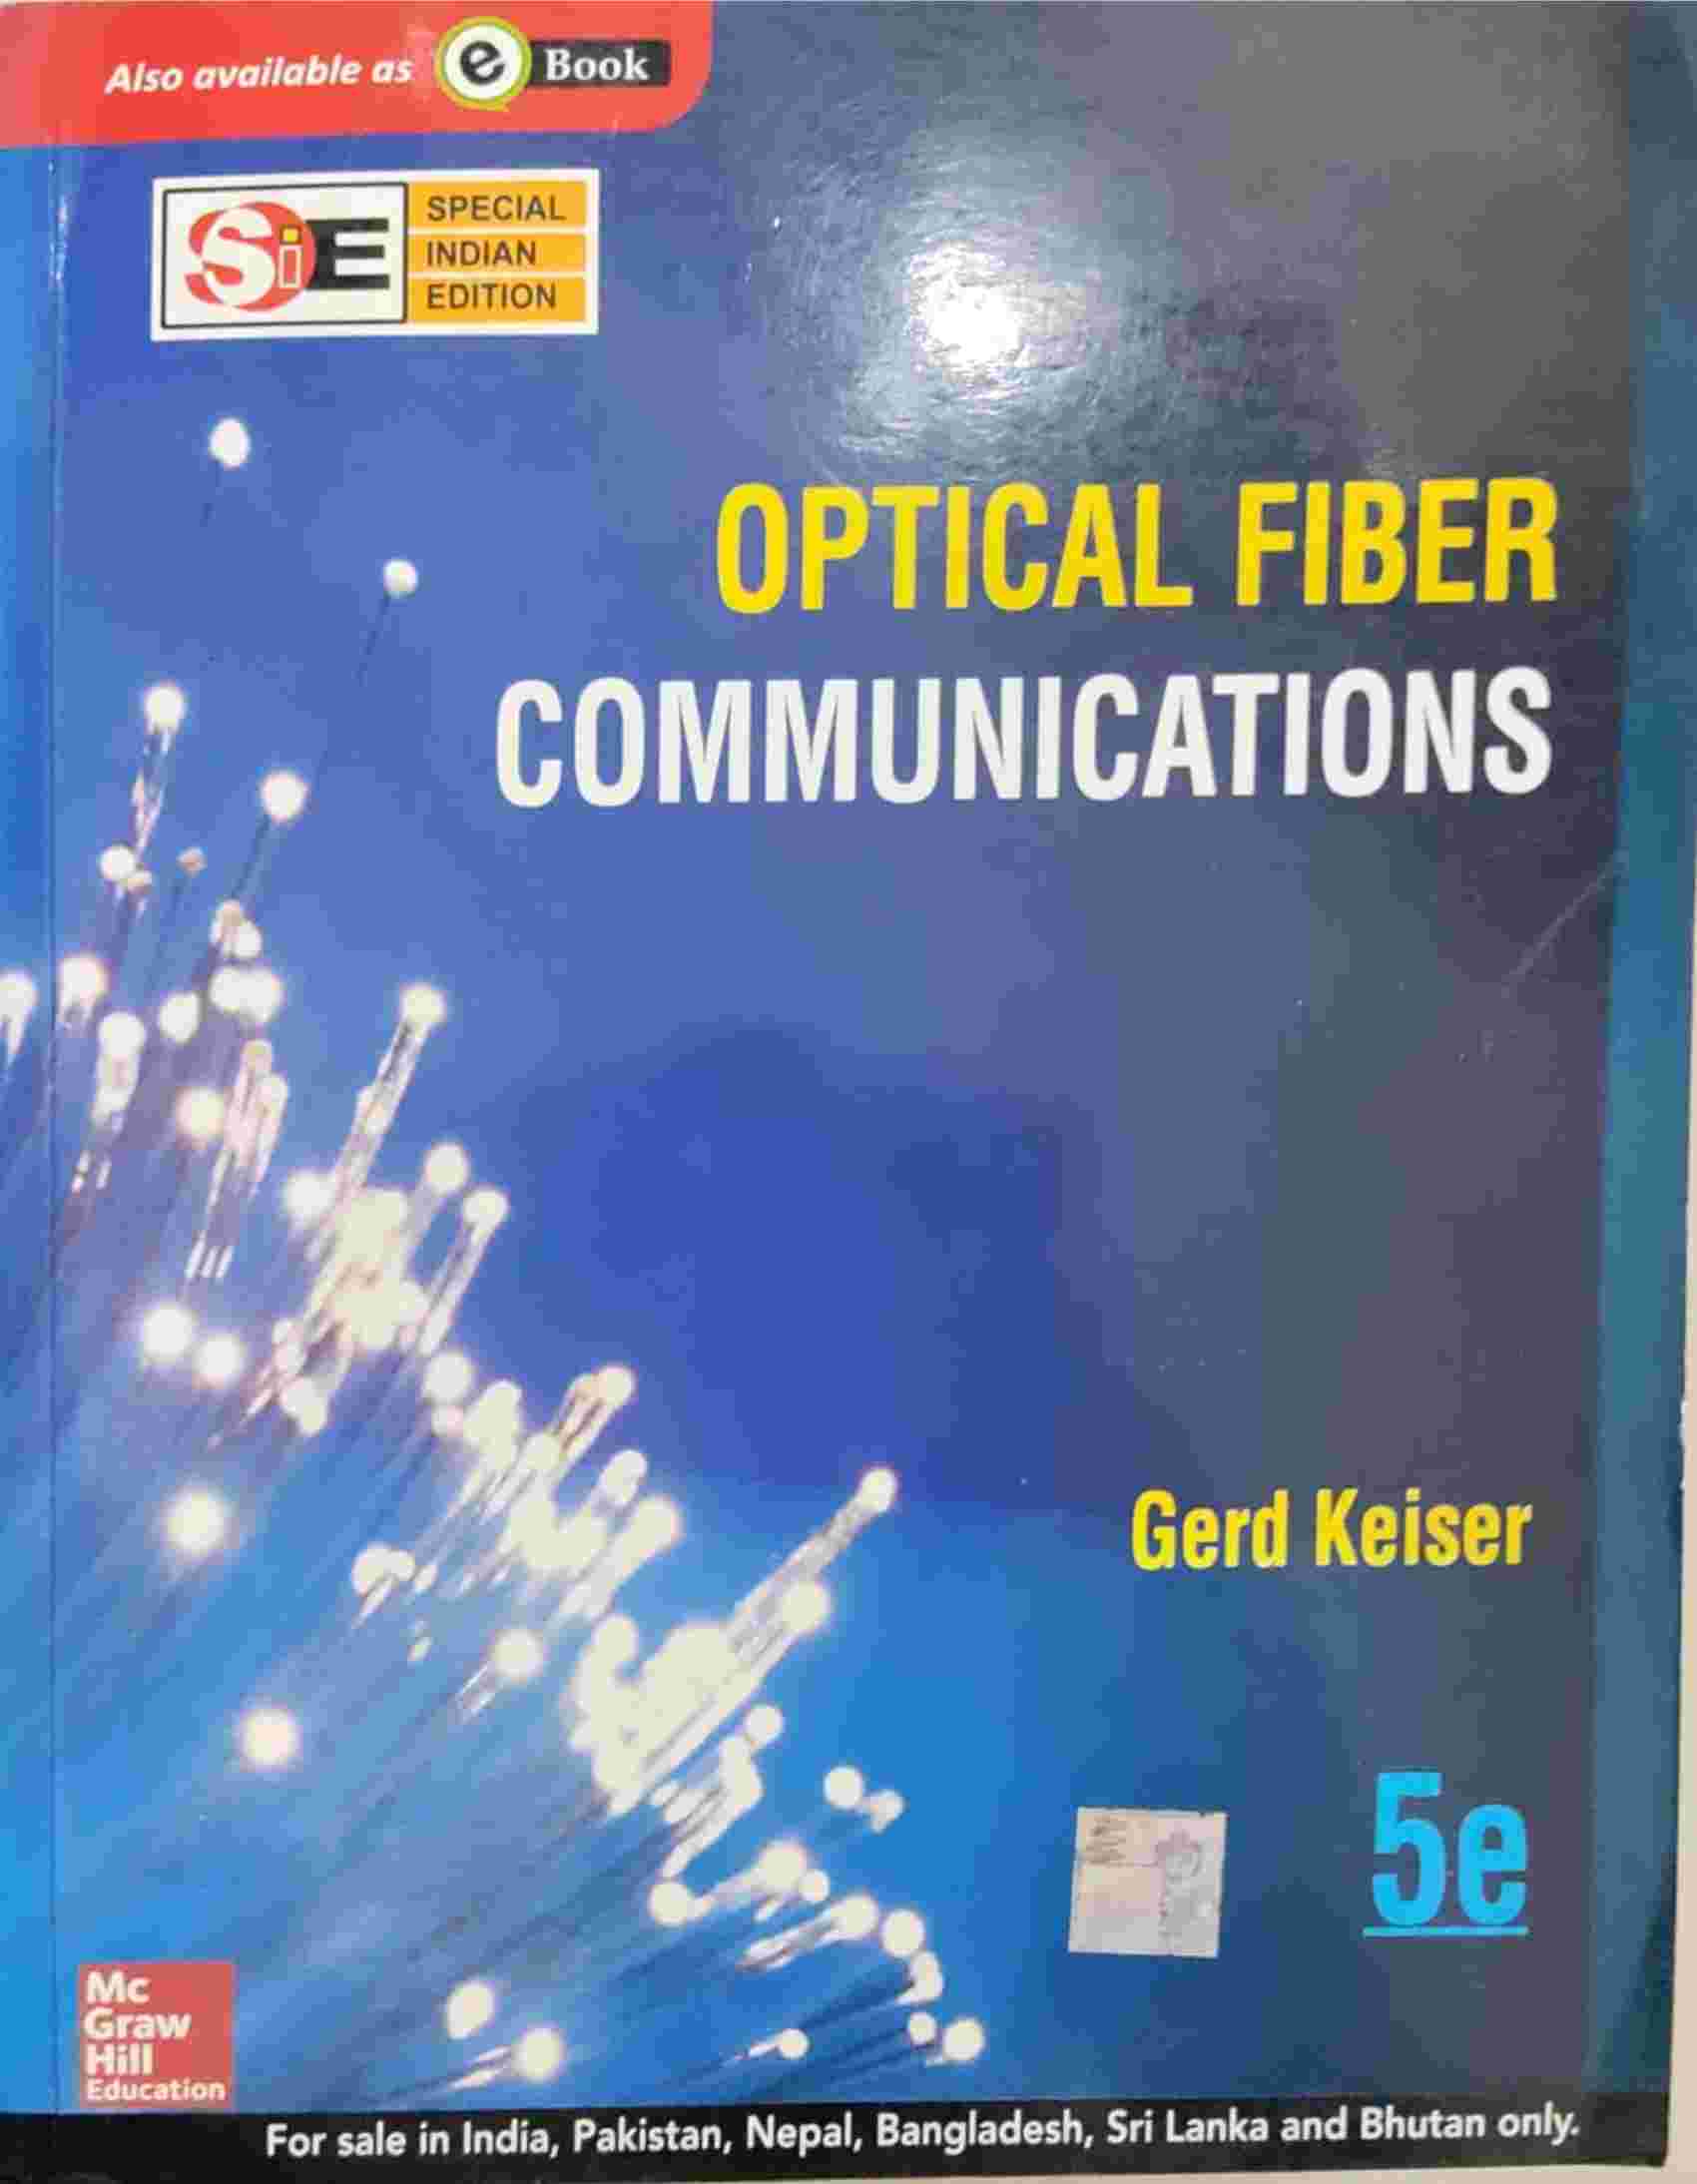 Also available as e Book
SiE
SPECIAL
INDIAN
EDITION
OPTICAL FIBER
COMMUNICATIONS
Gerd Keiser
5e
Mc
Graw
Hill
Education
For sale in India, Pakistan, Nepal, Bangladesh, Sri Lanka and Bhutan only.